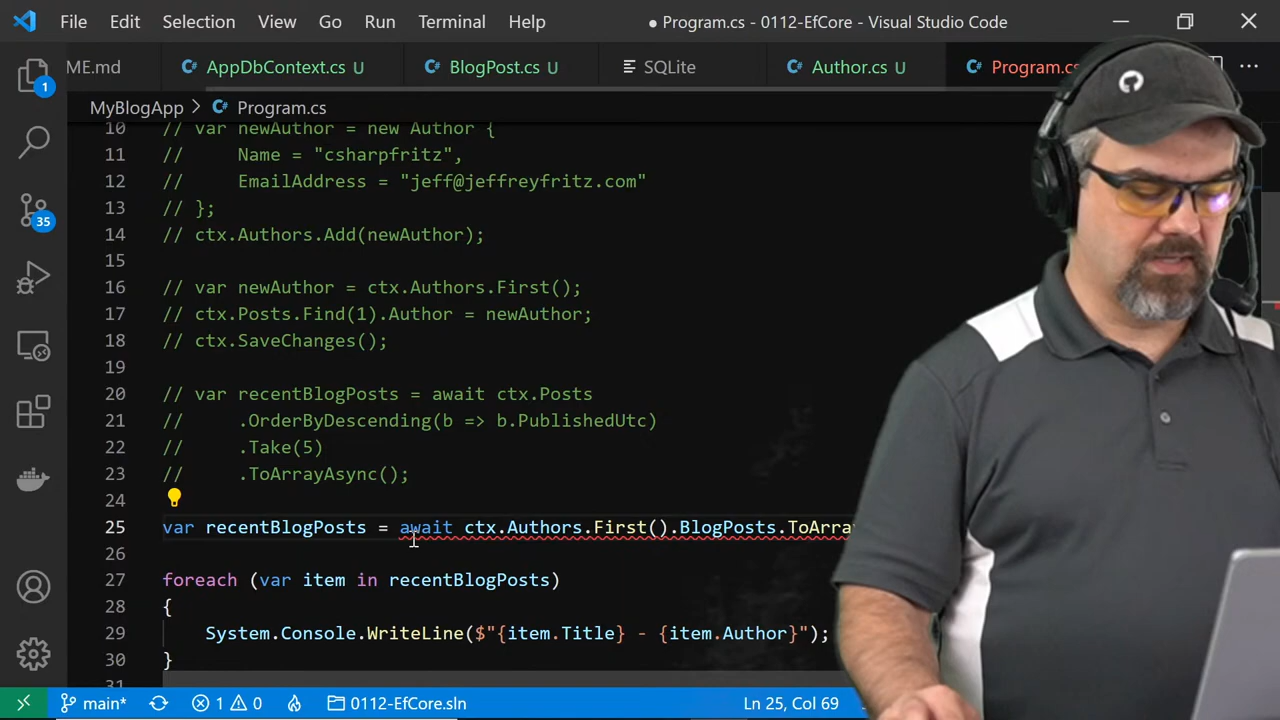 File Edit Selection View Go Run Terminal Help ● Program.cs - 0112-EfCore - Visual Studio Code
ME.md AppDbContext.cs U BlogPost.cs U SQLite Author.cs U Program.cs
MyBlogApp > Program.cs
10 // var newAuthor = new Author {
11 // Name = "csharpfritz",
12 // EmailAddress = "jeff@jeffreyfritz.com"
13 // };
14 // ctx.Authors.Add(newAuthor);
15
16 // var newAuthor = ctx.Authors.First();
17 // ctx.Posts.Find(1).Author = newAuthor;
18 // ctx.SaveChanges();
19
20 // var recentBlogPosts = await ctx.Posts
21 // .OrderByDescending(b => b.PublishedUtc)
22 // .Take(5)
23 // .ToArrayAsync();
24
25 var recentBlogPosts = await ctx.Authors.First().BlogPosts.ToArra
26
27 foreach (var item in recentBlogPosts)
28 {
29 System.Console.WriteLine($"{item.Title} - {item.Author}");
30 }
31
1
35
main* 1 0 0112-EfCore.sln Ln 25, Col 69